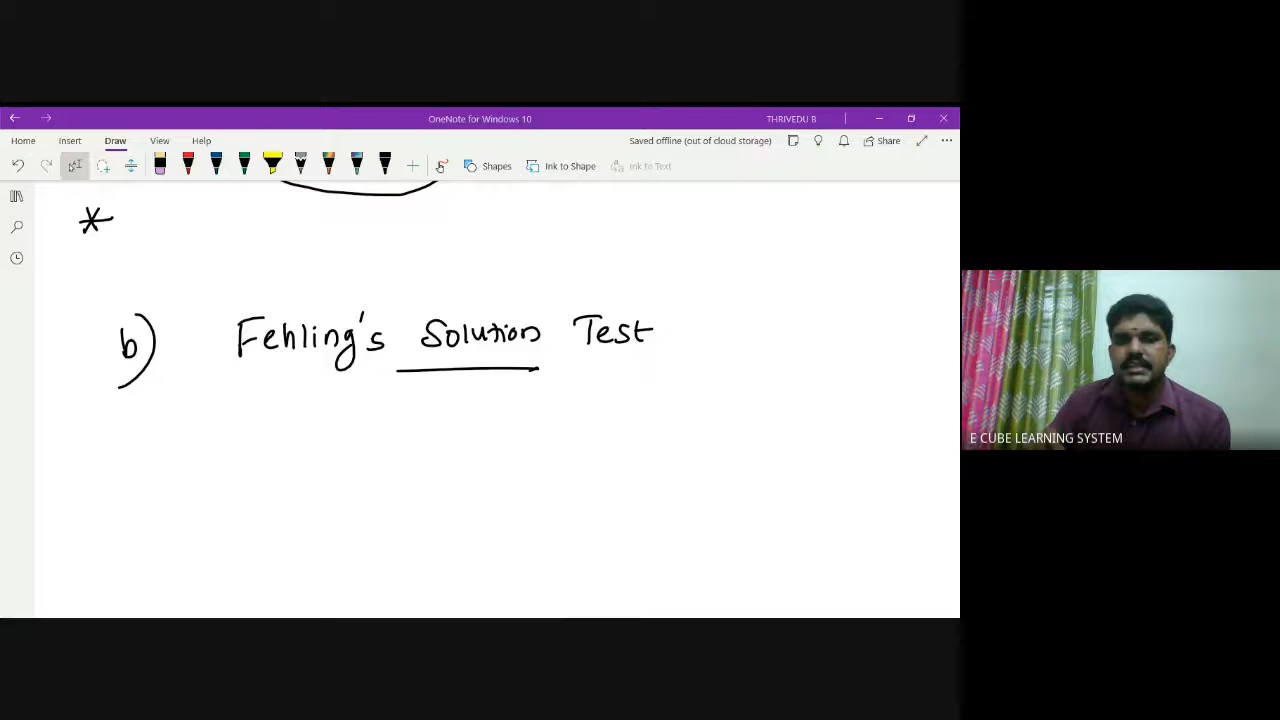 OneNote for Windows 10
THRIVEDU B
Home Insert Draw View Help
Saved offline (out of cloud storage)
Share
Shapes
Ink to Shape
Ink to Text
*
b) Fehling's Solution Test
E CUBE LEARNING SYSTEM